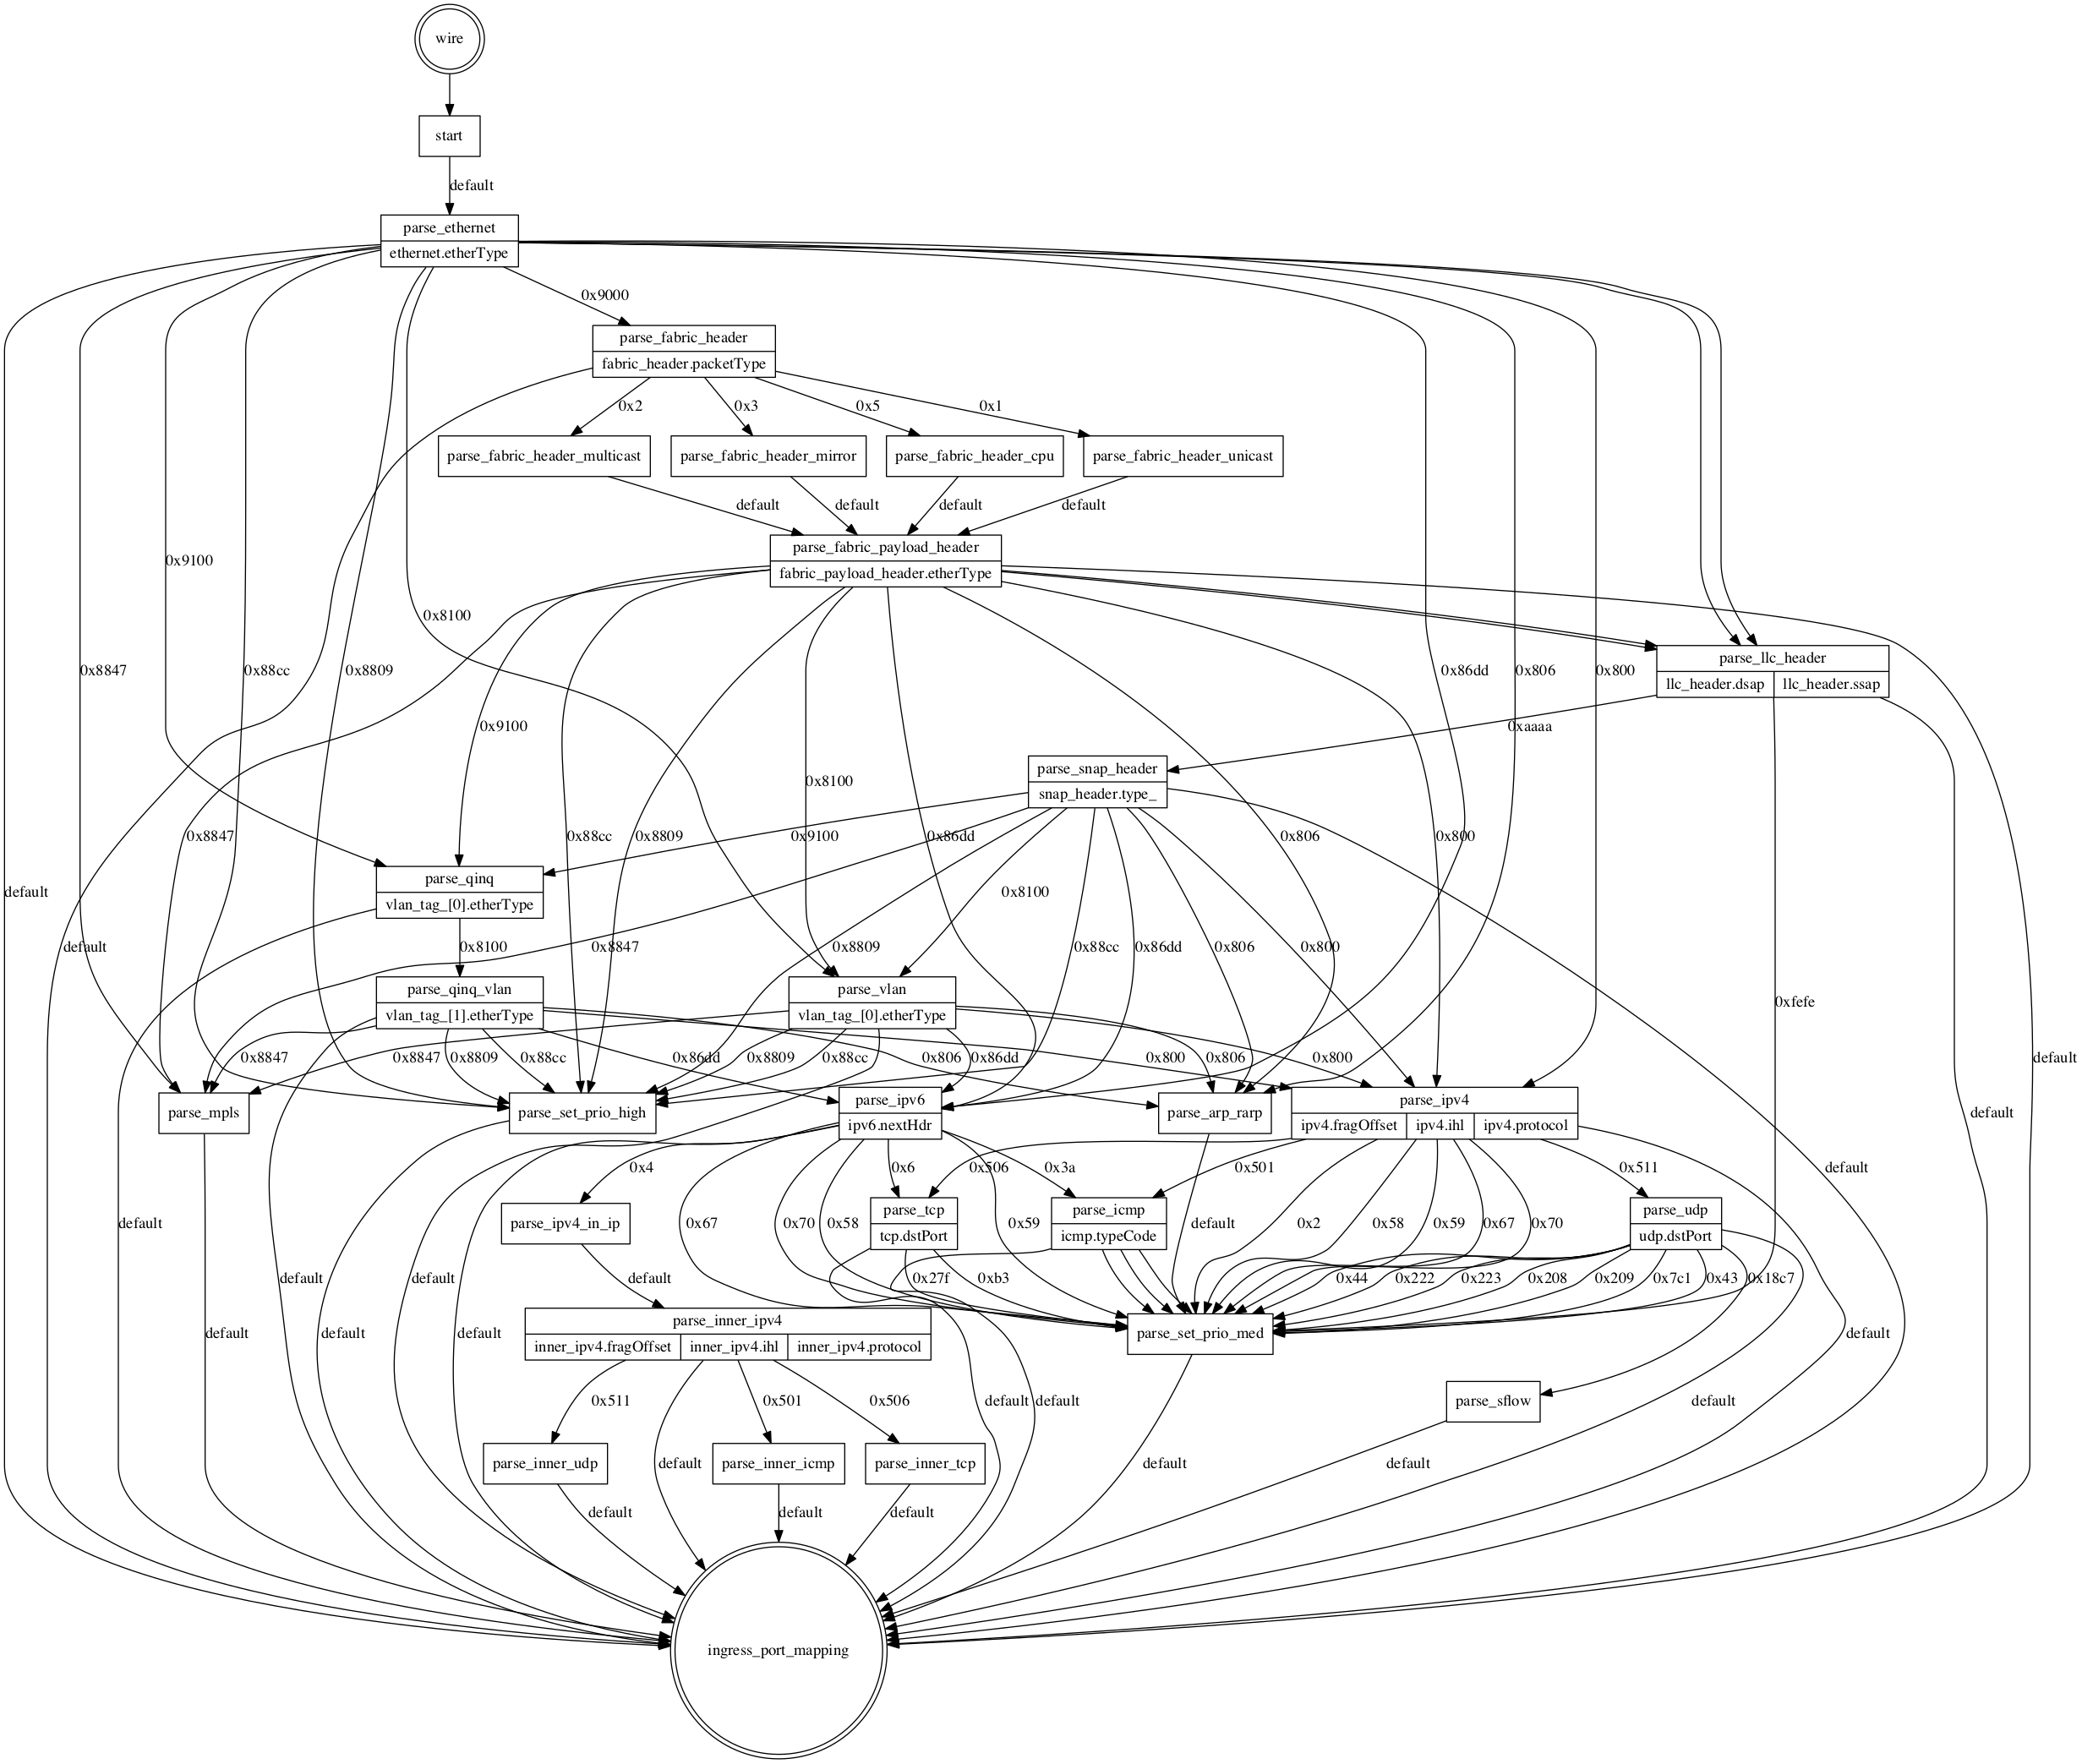 wire
start
default
parse_ethernet
ethernet.etherType
0x9000
parse_fabric_header
fabric_header.packetType
0x2
0x3
0x5
0x1
parse_fabric_header_multicast
parse_fabric_header_mirror
parse_fabric_header_cpu
parse_fabric_header_unicast
default
default
default
default
parse_fabric_payload_header
fabric_payload_header.etherType
0x9100
0x8100
0x8847
0x88cc
0x8809
0x86dd
0x806
0x800
parse_llc_header
llc_header.dsap
llc_header.ssap
0x9100
0xaaaa
parse_snap_header
snap_header.type_
0x8100
0x8847
0x88cc
0x8809
0x9100
0x86dd
0x806
0x800
parse_qinq
vlan_tag_[0].etherType
default
0x8100
default
0x8100
0x8847
0x8809
0x88cc
0x86dd
0x806
0x800
default
parse_qinq_vlan
vlan_tag_[1].etherType
parse_vlan
vlan_tag_[0].etherType
0xfefe
default
0x8847
0x8809
0x88cc
0x86dd
0x8847
0x8809
0x88cc
0x806
0x86dd
0x800
0x806
0x800
default
parse_mpls
parse_set_prio_high
parse_ipv6
ipv6.nextHdr
parse_arp_rarp
parse_ipv4
ipv4.fragOffset
ipv4.ihl
ipv4.protocol
0x4
0x6
0x506
0x3a
0x501
0x511
default
default
parse_ipv4_in_ip
0x67
0x70
0x58
parse_tcp
tcp.dstPort
0x59
parse_icmp
icmp.typeCode
default
0x2
0x58
0x59
0x67
0x70
parse_udp
udp.dstPort
default
default
default
0x27f
0xb3
0x44
0x222
0x223
0x208
0x209
0x7c1
0x43
0x18c7
parse_inner_ipv4
inner_ipv4.fragOffset
inner_ipv4.ihl
inner_ipv4.protocol
parse_set_prio_med
default
default
default
default
0x511
0x501
0x506
default
default
parse_sflow
default
parse_inner_udp
default
parse_inner_icmp
parse_inner_tcp
default
default
default
default
default
default
ingress_port_mapping